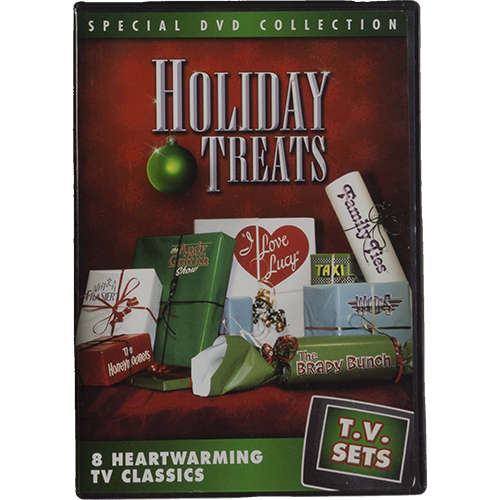 SPECIAL DVD COLLECTION
HOLIDAY
TREATS
Family Ties
I Love
Lucy
the
Andy
Griffith
Show
TAXI
FRASIER
WINGS
The
HoneyMooners
The
BRADY BUNCH
T.V.
SETS
8 HEARTWARMING
TV CLASSICS